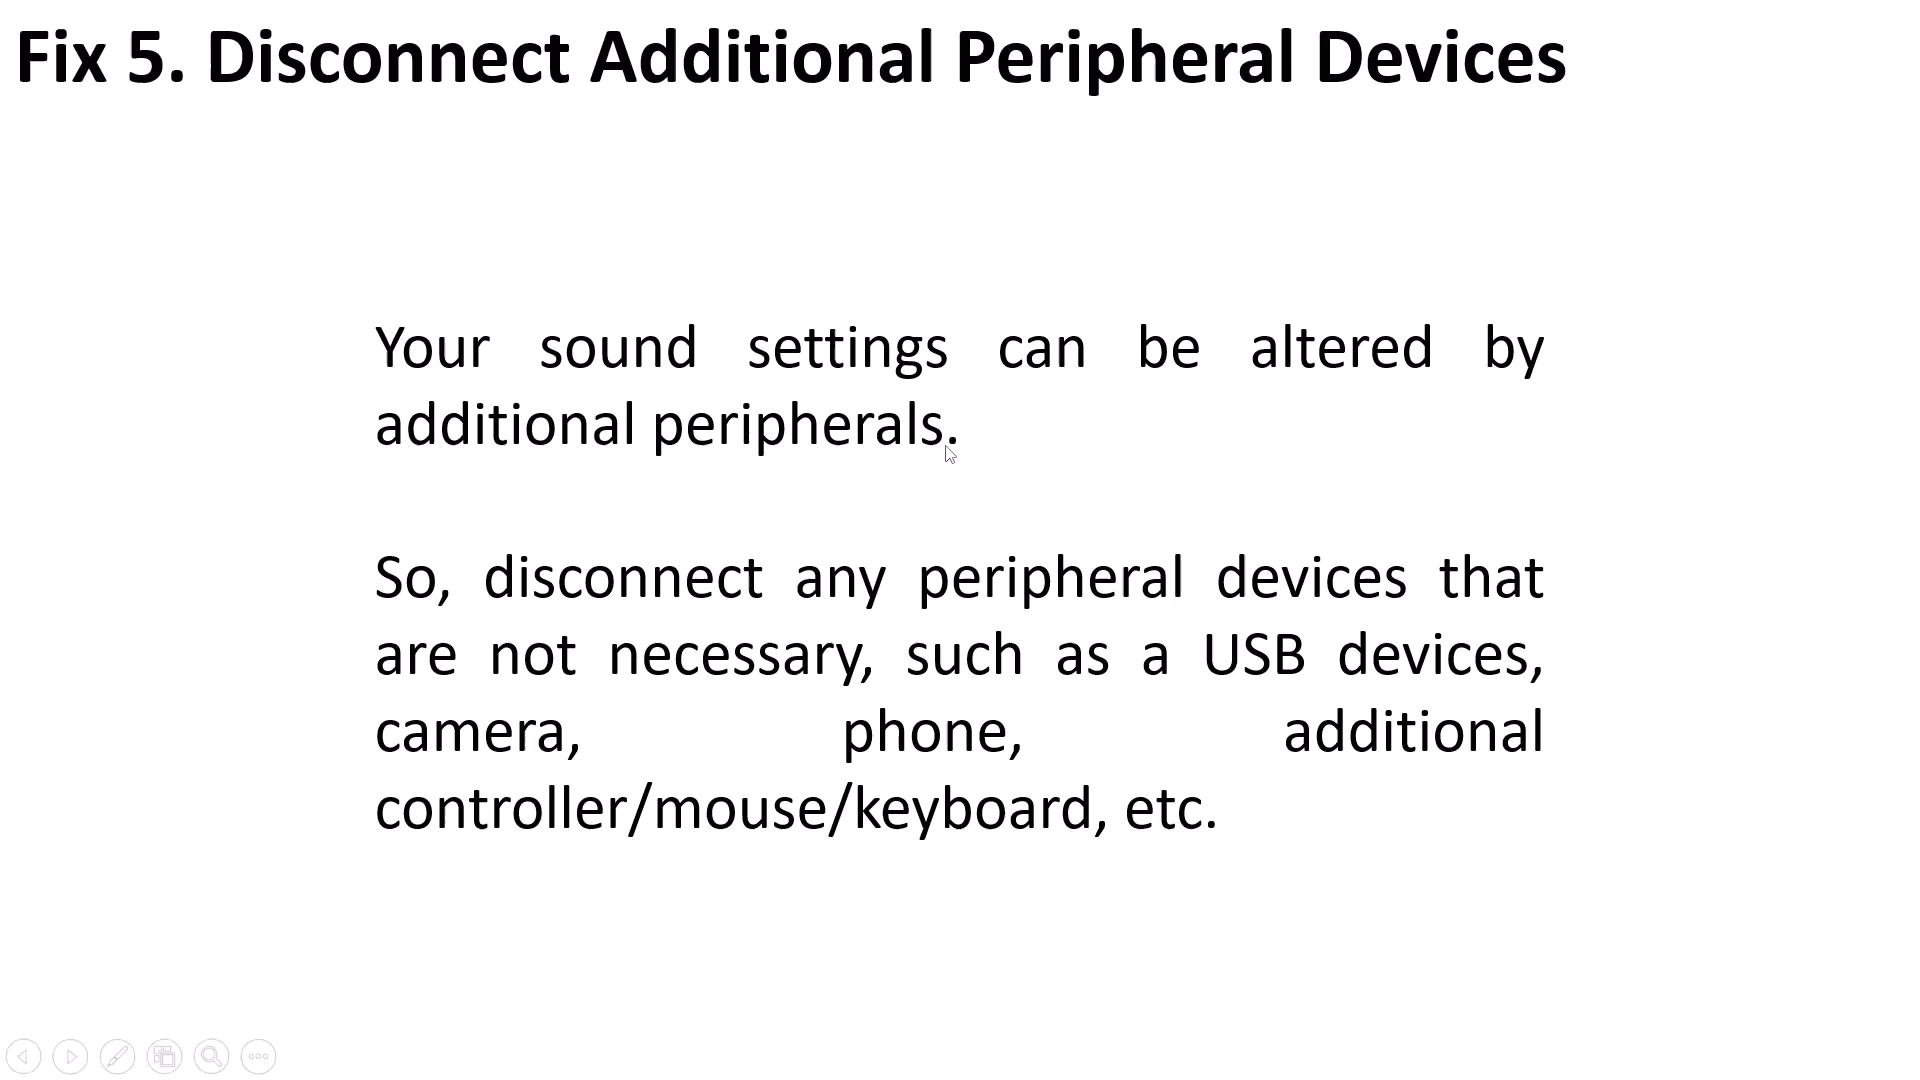 Fix 5. Disconnect Additional Peripheral Devices
Your sound settings can be altered by
additional peripherals.
So, disconnect any peripheral devices that
are not necessary, such as a USB devices,
camera, phone, additional
controller/mouse/keyboard, etc.